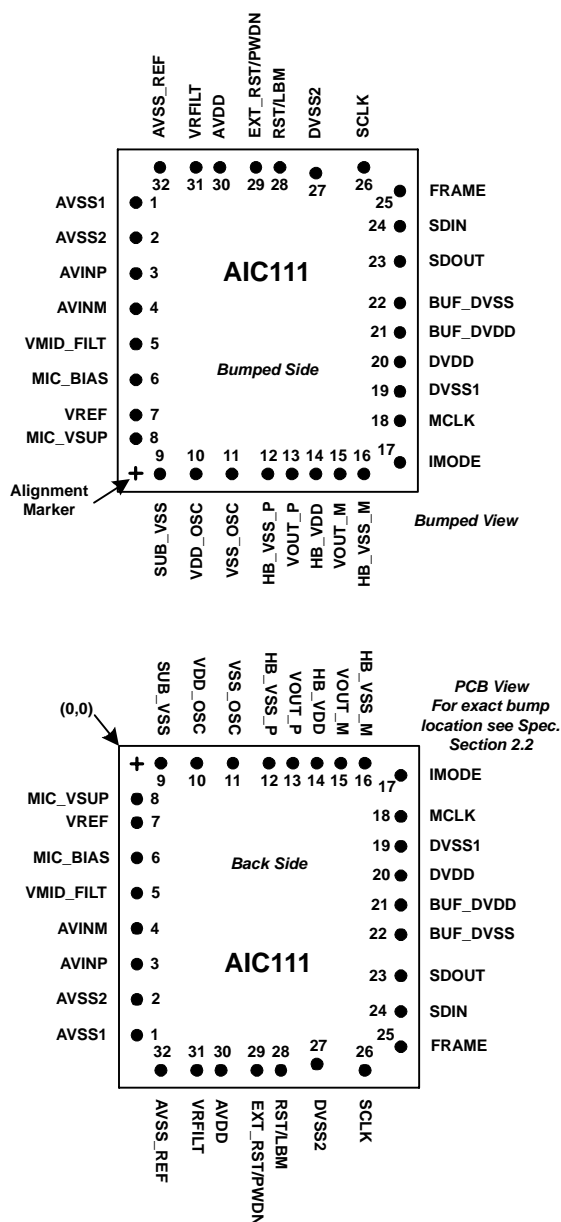 AVSS_REF
VRFILT
AVDD
EXT_RST/PWDN
RST/LBM
DVSS2
SCLK
32
31
30
29
28
27
26
AVSS1
1
AVSS2
2
AVINP
3
AVINM
4
VMID_FILT
5
MIC_BIAS
6
VREF
7
MIC_VSUP
8
AIC111
Bumped Side
25
FRAME
24
SDIN
23
SDOUT
22
BUF_DVSS
21
BUF_DVDD
20
DVDD
19
DVSS1
18
MCLK
17
IMODE
9
10
11
12
13
14
15
16
+
Alignment
Marker
SUB_VSS
VDD_OSC
VSS_OSC
HB_VSS_P
VOUT_P
HB_VDD
VOUT_M
HB_VSS_M
Bumped View
SUB_VSS
VDD_OSC
VSS_OSC
HB_VSS_P
VOUT_P
HB_VDD
VOUT_M
HB_VSS_M
PCB View
For exact bump
location see Spec.
Section 2.2
(0,0)
+
9
10
11
12
13
14
15
16
MIC_VSUP
8
VREF
7
MIC_BIAS
6
VMID_FILT
5
AVINM
4
AVINP
3
AVSS2
2
AVSS1
1
Back Side
AIC111
17
IMODE
18
MCLK
19
DVSS1
20
DVDD
21
BUF_DVDD
22
BUF_DVSS
23
SDOUT
24
SDIN
25
FRAME
32
31
30
29
28
27
26
AVSS_REF
VRFILT
AVDD
EXT_RST/PWDN
RST/LBM
DVSS2
SCLK